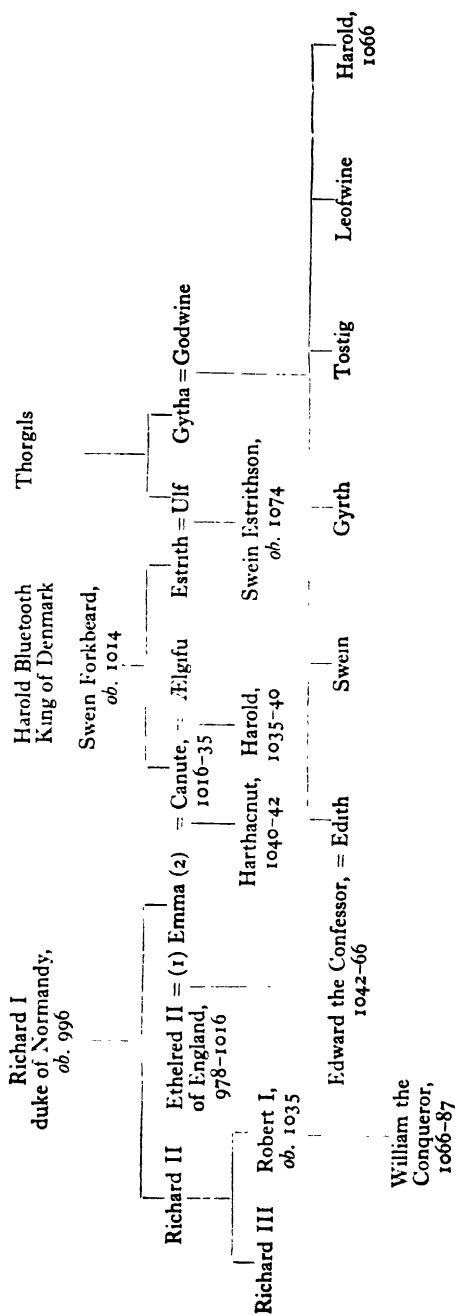 Richard I
duke of Normandy,
ob. 996
Harold Bluetooth
King of Denmark
Swein Forkbeard,
ob. 1014
Thorgils
Richard II
Ethelred II = (1) Emma (2)
of England,
978-1016
= Canute, = Ælgifu
1016-35
Estrith = Ulf
Gytha = Godwine
Richard III
Robert I,
ob. 1035
Harthacnut,
1040-42
Harold,
1035-40
Swein Estrithson,
ob. 1074
Edward the Confessor, = Edith
1042-66
Swein
Gyrth
Tostig
Leofwine
Harold,
1066
William the
Conqueror,
1066-87